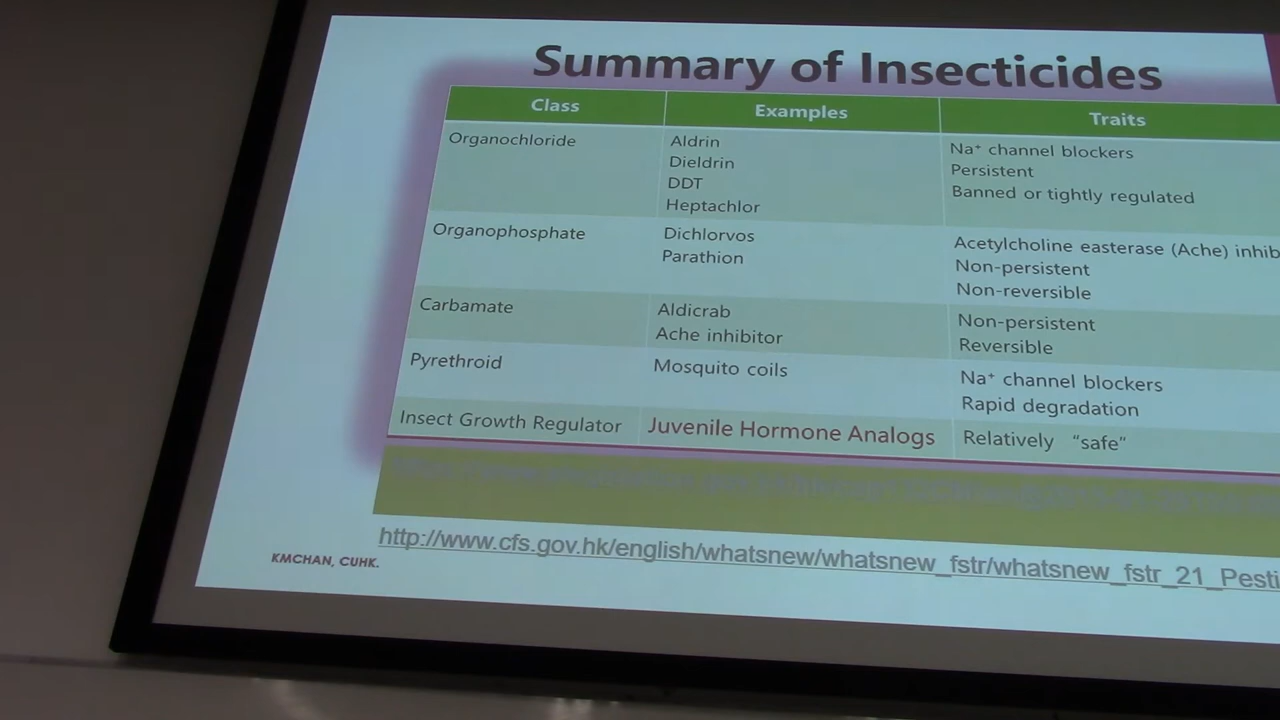 Summary of Insecticides
Class Examples Traits
Organochloride Aldrin Na⁺ channel blockers
Dieldrin Persistent
DDT Banned or tightly regulated
Heptachlor
Organophosphate Dichlorvos Acetylcholine easterase (Ache) inhib
Parathion Non-persistent
Non-reversible
Carbamate Aldicrab Non-persistent
Ache inhibitor Reversible
Pyrethroid Mosquito coils Na⁺ channel blockers
Rapid degradation
Insect Growth Regulator Juvenile Hormone Analogs Relatively "safe"
http://www.cfs.gov.hk/english/whatsnew/whatsnew_fstr/whatsnew_fstr_21_Pesti
KMCHAN, CUHK.